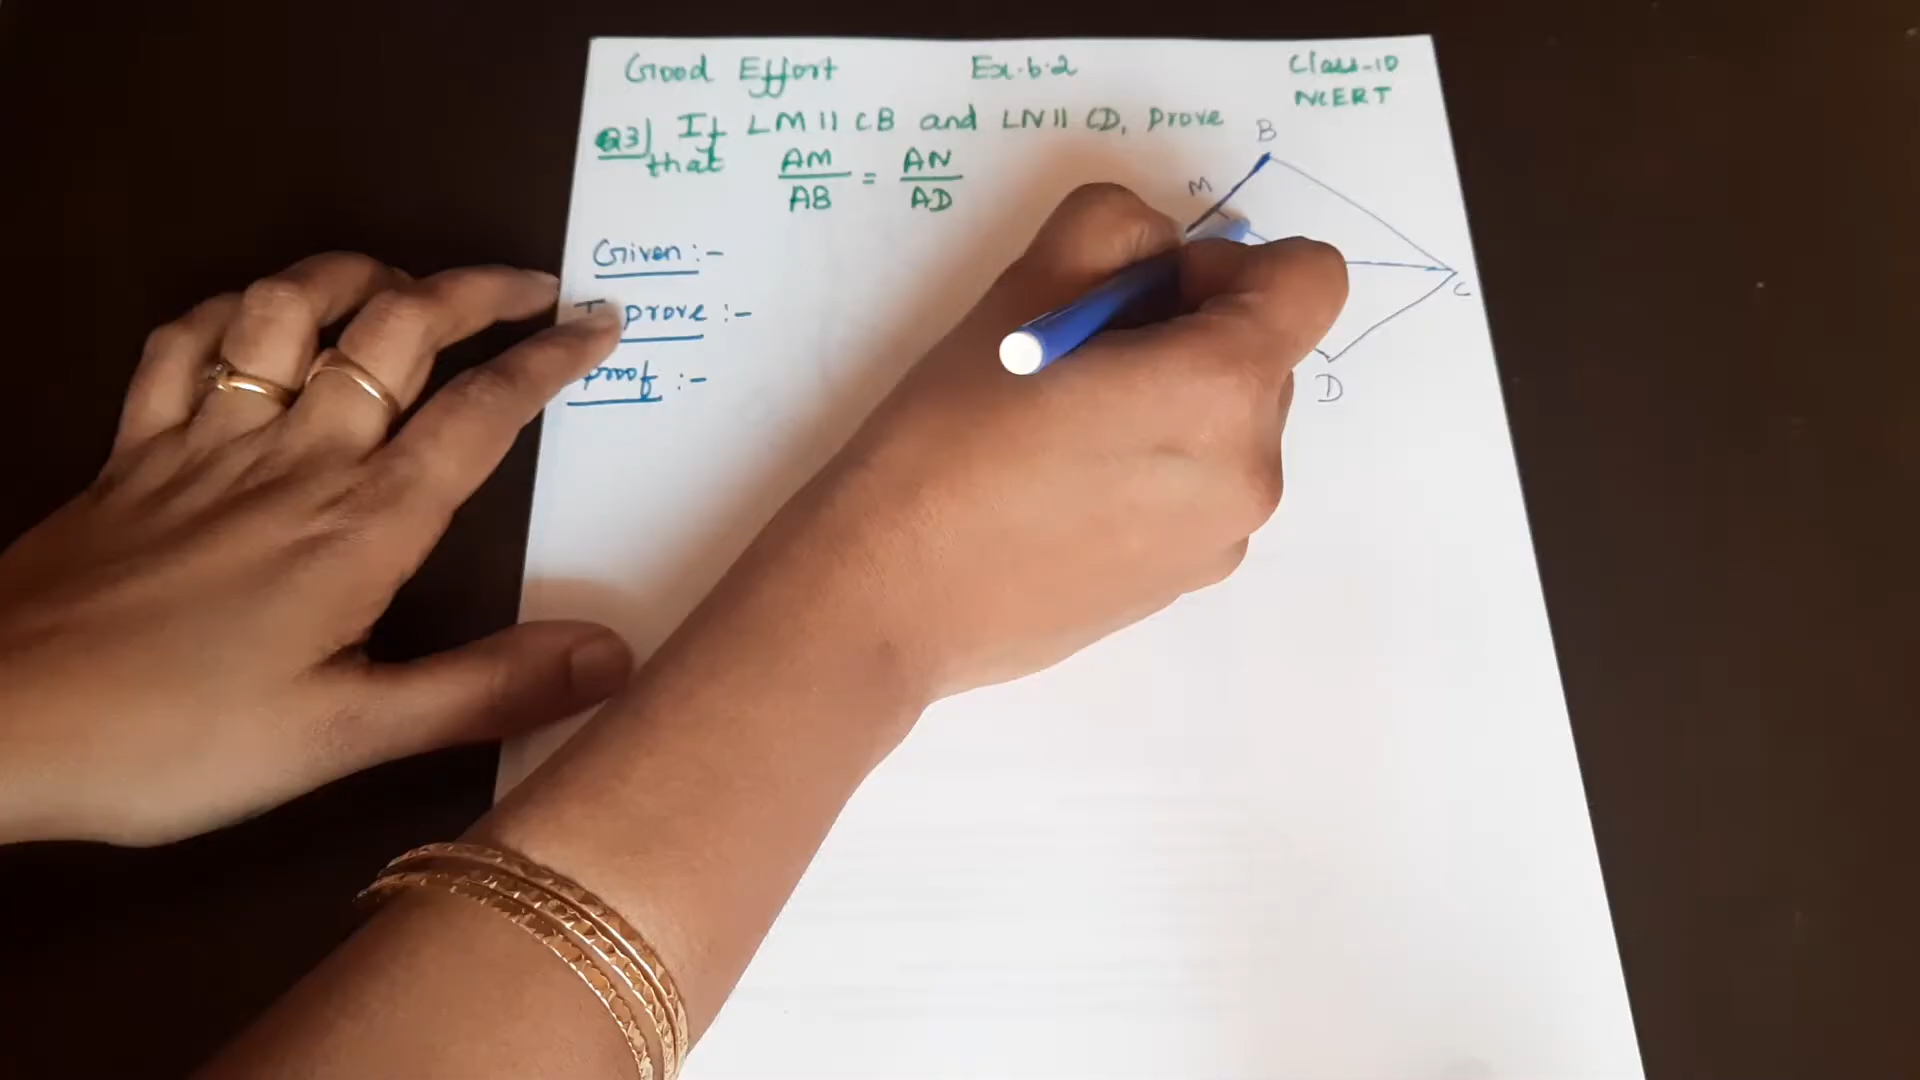 Good Effort Ex.6.2 Class-10
NCERT
Q3) If LM || CB and LN || CD, prove
that AM/AB = AN/AD
B
M
C
D
Given :-
T prove :-
proof :-